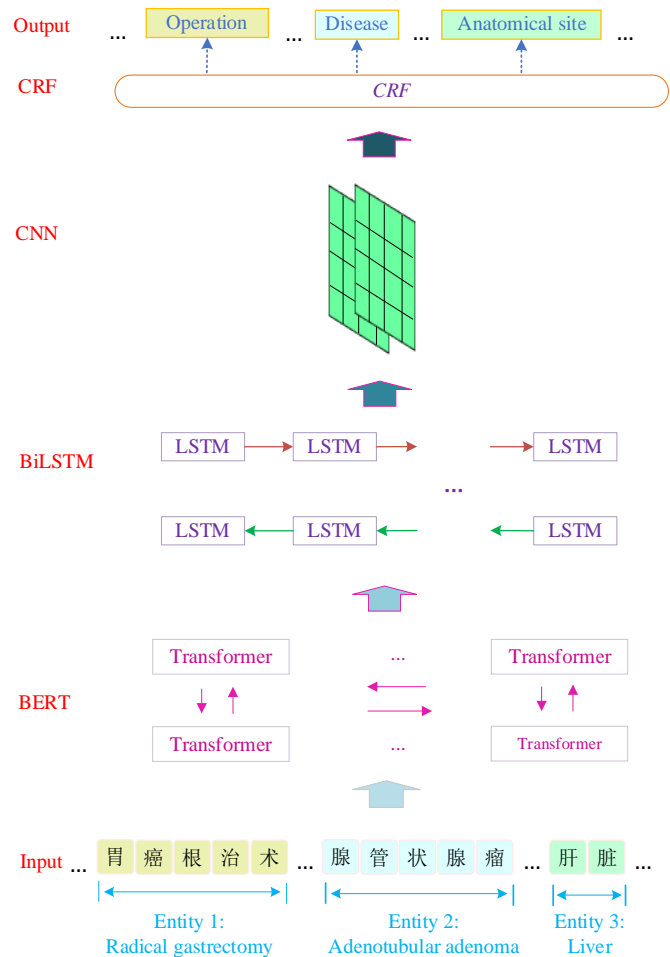 Output ... Operation ... Disease ... Anatomical site ...
CRF CRF
CNN
BiLSTM LSTM LSTM LSTM
...
LSTM LSTM LSTM
Transformer ... Transformer
BERT
Transformer ... Transformer
Input ... 胃 癌 根 治 术 ... 腺 管 状 腺 瘤 ... 肝 脏 ...
Entity 1: Entity 2: Entity 3:
Radical gastrectomy Adenotubular adenoma Liver